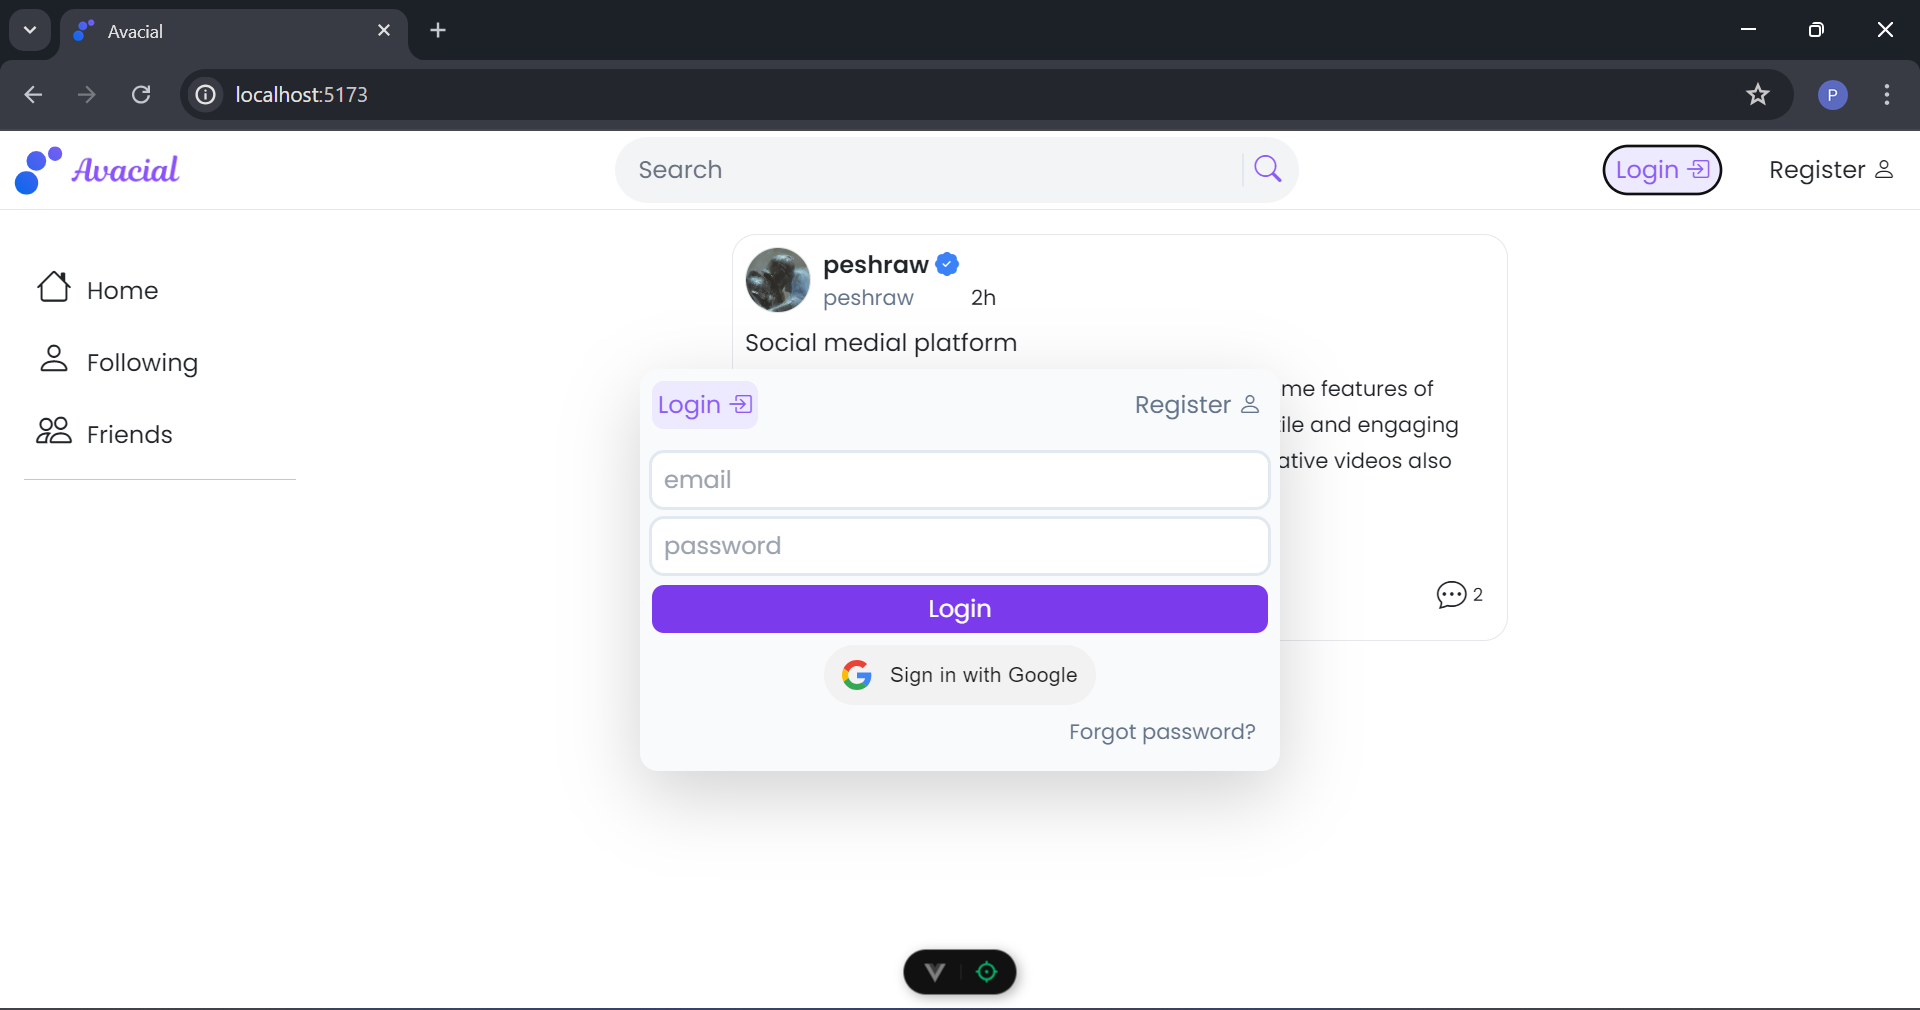 Avacial
localhost:5173
P
Avacial
Search
Login
Register
Home
Following
Friends
peshraw
peshraw 2h
Social medial platform
me features of
ile and engaging
ative videos also
2
Login
Register
email
password
Login
Sign in with Google
Forgot password?